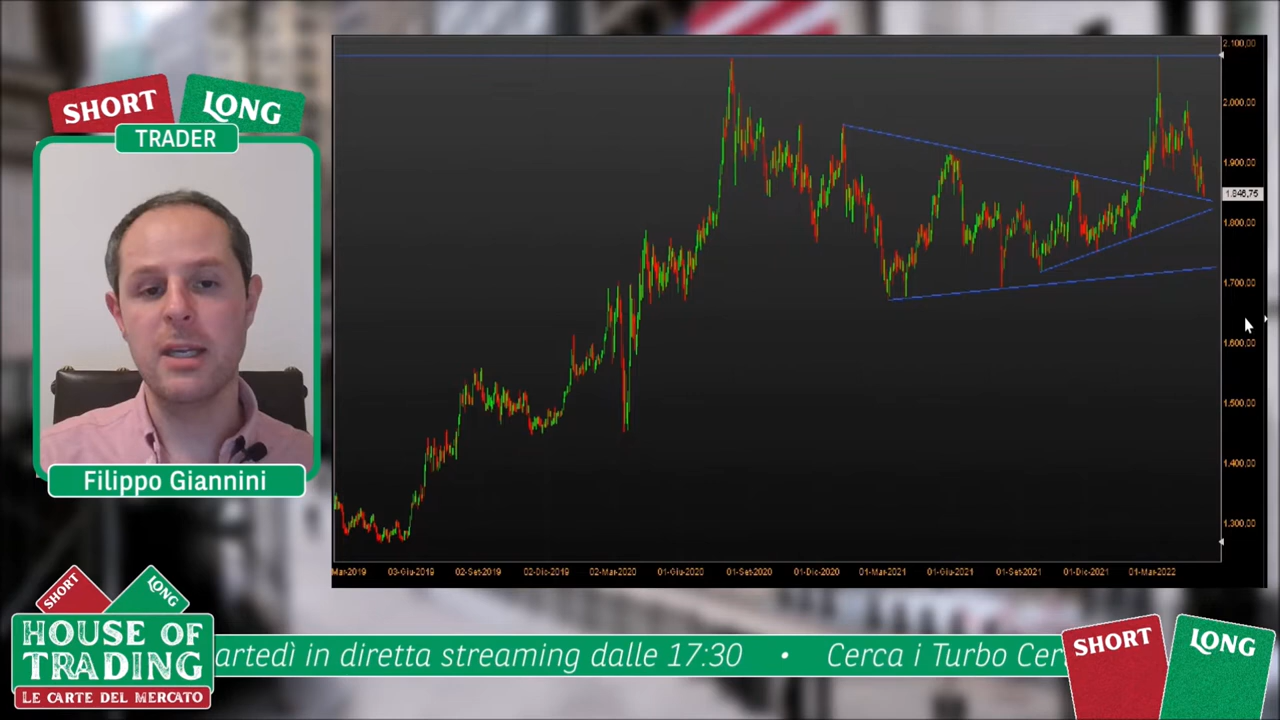 SHORT
LONG
TRADER
Filippo Giannini
2.100,00
2.000,00
1.900,00
1.846,75
1.800,00
1.700,00
1.600,00
1.500,00
1.400,00
1.300,00
Mar-2019 03-Giu-2019 02-Set-2019 02-Dic-2019 02-Mar-2020 01-Giu-2020 01-Set-2020 01-Dic-2020 01-Mar-2021 01-Giu-2021 01-Set-2021 01-Dic-2021 01-Mar-2022
SHORT
LONG
HOUSE OF
TRADING
LE CARTE DEL MERCATO
artedì in diretta streaming dalle 17:30 • Cerca i Turbo Cer
SHORT
LONG